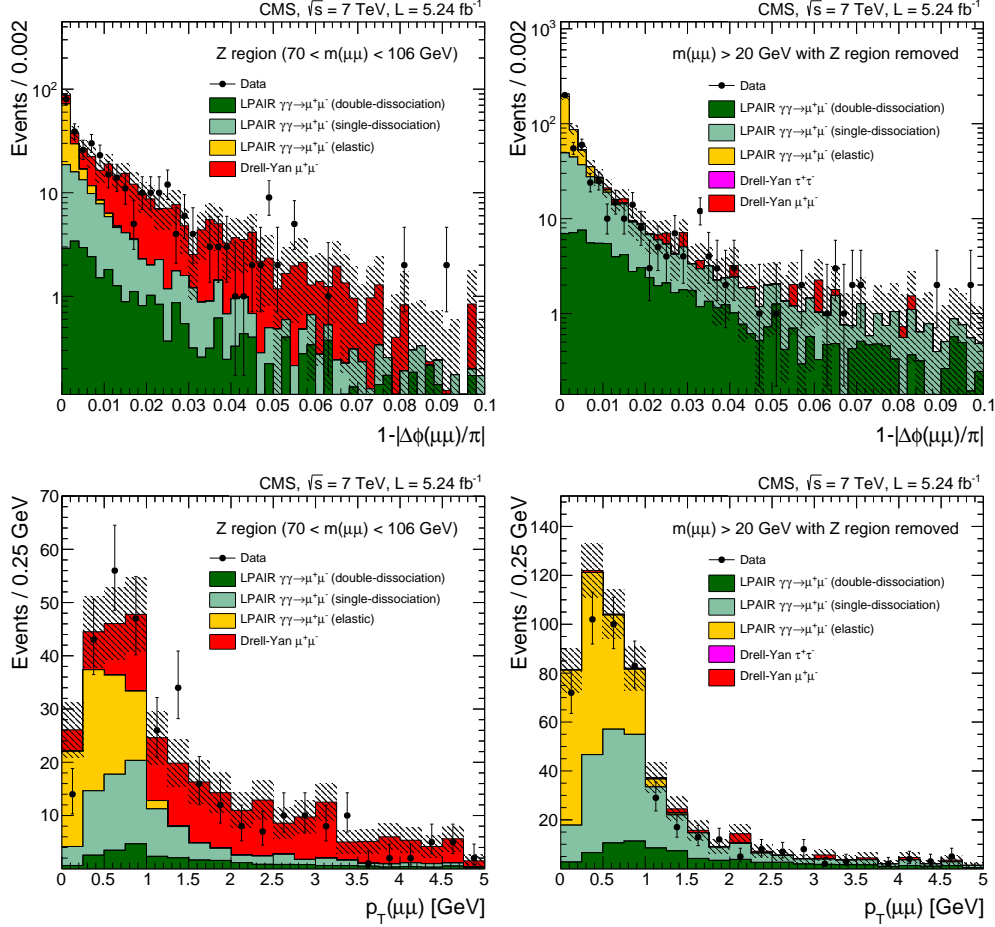 CMS, √s = 7 TeV, L = 5.24 fb⁻¹
Events / 0.002
Z region (70 < m(μμ) < 106 GeV)
Data
LPAIR γγ→μ⁺μ⁻ (double-dissociation)
LPAIR γγ→μ⁺μ⁻ (single-dissociation)
LPAIR γγ→μ⁺μ⁻ (elastic)
Drell-Yan μ⁺μ⁻
10²
10
1
0 0.01 0.02 0.03 0.04 0.05 0.06 0.07 0.08 0.09 0.1
1-|Δϕ(μμ)/π|
CMS, √s = 7 TeV, L = 5.24 fb⁻¹
Events / 0.002
m(μμ) > 20 GeV with Z region removed
Data
LPAIR γγ→μ⁺μ⁻ (double-dissociation)
LPAIR γγ→μ⁺μ⁻ (single-dissociation)
LPAIR γγ→μ⁺μ⁻ (elastic)
Drell-Yan τ⁺τ⁻
Drell-Yan μ⁺μ⁻
10³
10²
10
1
0 0.01 0.02 0.03 0.04 0.05 0.06 0.07 0.08 0.09 0.1
1-|Δϕ(μμ)/π|
CMS, √s = 7 TeV, L = 5.24 fb⁻¹
Events / 0.25 GeV
Z region (70 < m(μμ) < 106 GeV)
Data
LPAIR γγ→μ⁺μ⁻ (double-dissociation)
LPAIR γγ→μ⁺μ⁻ (single-dissociation)
LPAIR γγ→μ⁺μ⁻ (elastic)
Drell-Yan μ⁺μ⁻
70
60
50
40
30
20
10
0 0.5 1 1.5 2 2.5 3 3.5 4 4.5 5
p_T(μμ) [GeV]
CMS, √s = 7 TeV, L = 5.24 fb⁻¹
Events / 0.25 GeV
m(μμ) > 20 GeV with Z region removed
Data
LPAIR γγ→μ⁺μ⁻ (double-dissociation)
LPAIR γγ→μ⁺μ⁻ (single-dissociation)
LPAIR γγ→μ⁺μ⁻ (elastic)
Drell-Yan τ⁺τ⁻
Drell-Yan μ⁺μ⁻
140
120
100
80
60
40
20
0 0.5 1 1.5 2 2.5 3 3.5 4 4.5 5
p_T(μμ) [GeV]